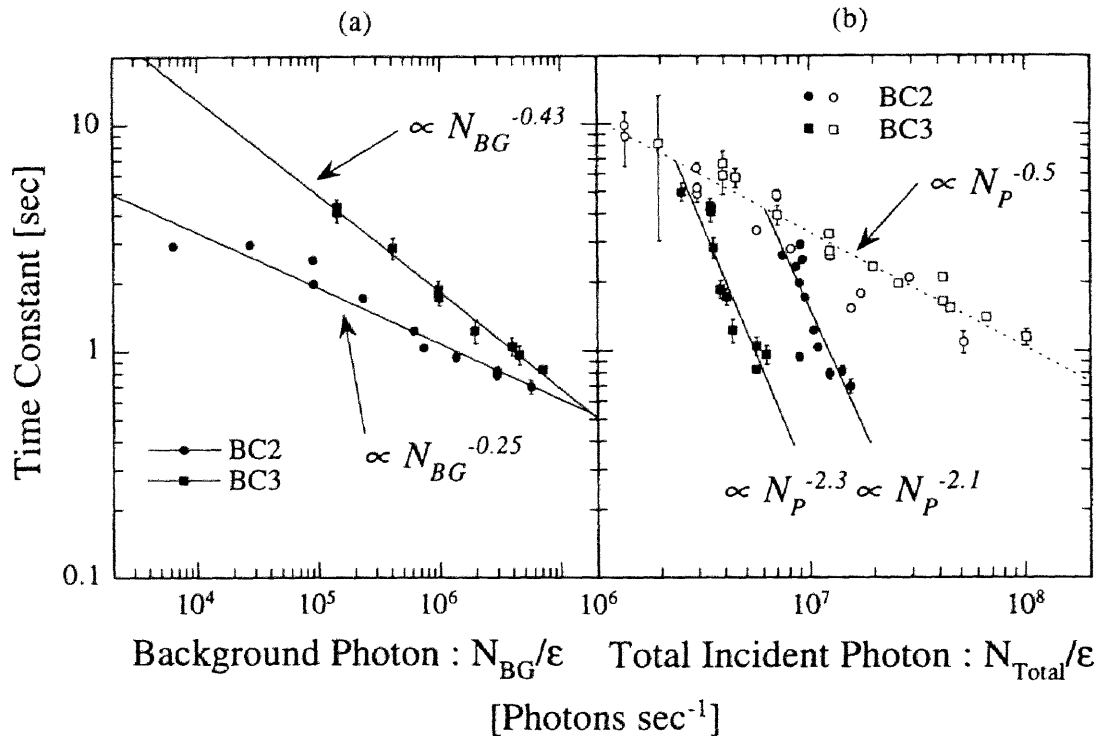 (a)
(b)
Time Constant [sec]
10
1
0.1
∝ N_BG^-0.43
∝ N_BG^-0.25
BC2
BC3
10^4
10^5
10^6
Background Photon : N_BG/ε
BC2
BC3
∝ N_P^-0.5
∝ N_P^-2.3
∝ N_P^-2.1
10^6
10^7
10^8
Total Incident Photon : N_Total/ε
[Photons sec^-1]